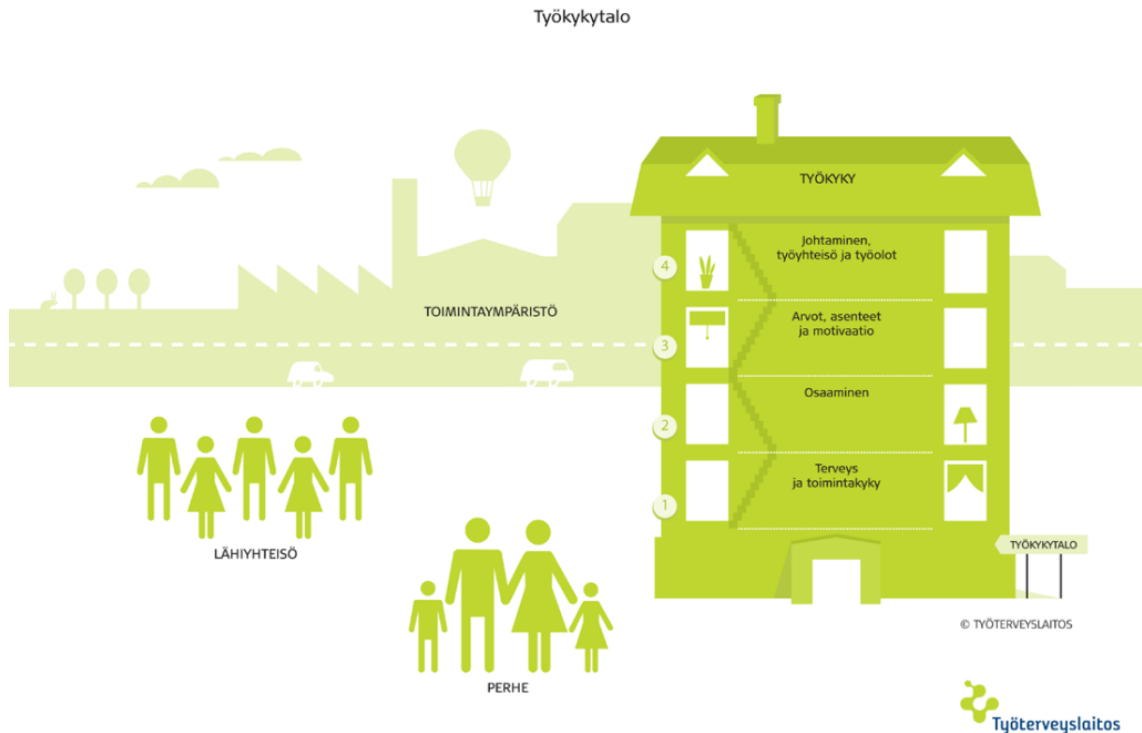 Työkykytalo
TYÖKYKY
4
Johtaminen,
työyhteisö ja työolot
TOIMINTAYMPÄRISTÖ
3
Arvot, asenteet
ja motivaatio
2
Osaaminen
1
Terveys
ja toimintakyky
LÄHIYHTEISÖ
TYÖKYKYTALO
© TYÖTERVEYSLAITOS
PERHE
Työterveyslaitos